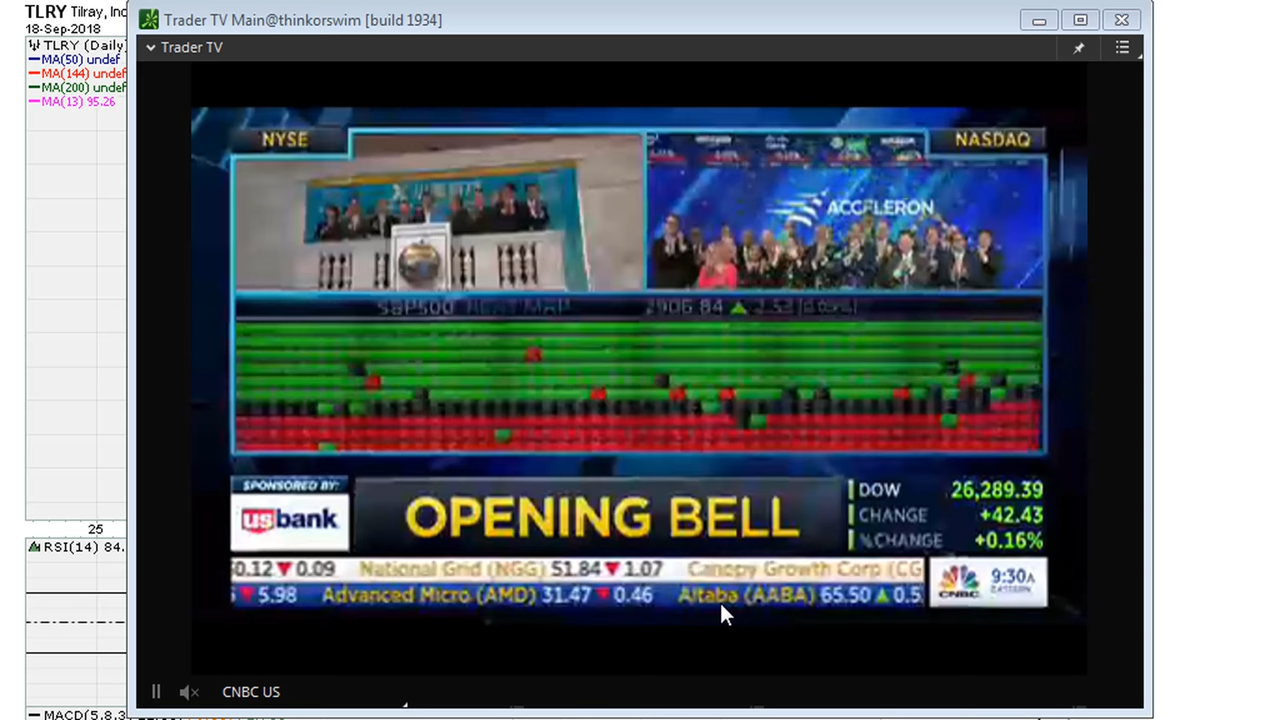 TLRY Tilray, Inc
18-Sep-2018
TLRY (Daily)
MA(50) undef
MA(144) undef
MA(200) undef
MA(13) 95.26
25
RSI(14) 84.
MACD(5,8,3
Trader TV Main@thinkorswim [build 1934]
Trader TV
NYSE
NASDAQ
ACCELERON
S&P500 HEAT MAP 2906.84 ▲ 2.53
SPONSORED BY:
usbank
OPENING BELL
DOW 26,289.39
CHANGE +42.43
%CHANGE +0.16%
0.12 ▼ 0.09 National Grid (NGG) 51.84 ▼ 1.07 Canopy Growth Corp (CG
▼ 5.98 Advanced Micro (AMD) 31.47 ▼ 0.46 Altaba (AABA) 65.50 ▲ 0.5
CNBC
9:30A
EASTERN
CNBC US